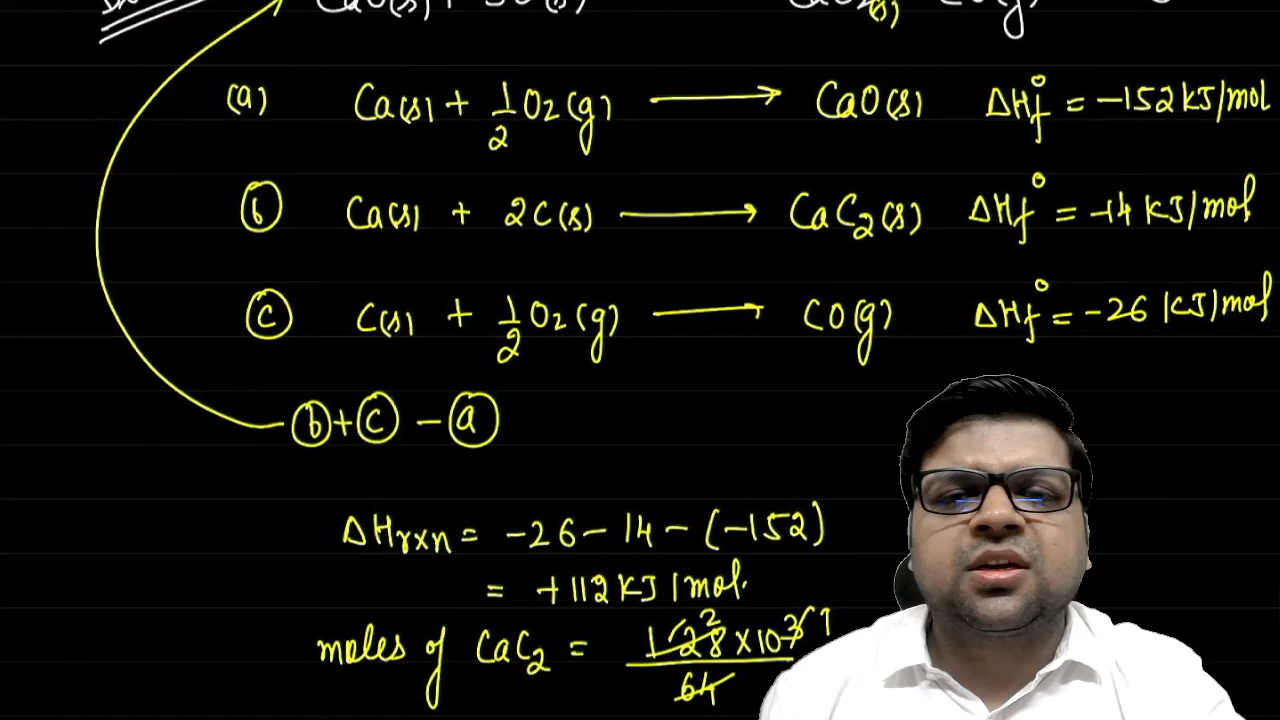 (a) Ca(s) + 1/2 O₂(g) ⟶ CaO(s) ΔHf° = -152 KJ/mol
(b) Ca(s) + 2C(s) ⟶ CaC₂(s) ΔHf° = -14 KJ/mol
(c) C(s) + 1/2 O₂(g) ⟶ CO(g) ΔHf° = -26 KJ/mol
(b) + (c) - (a)
ΔHrxn = -26 - 14 - (-152)
= +112 KJ/mol.
moles of CaC₂ = 128 × 10³ / 64
2